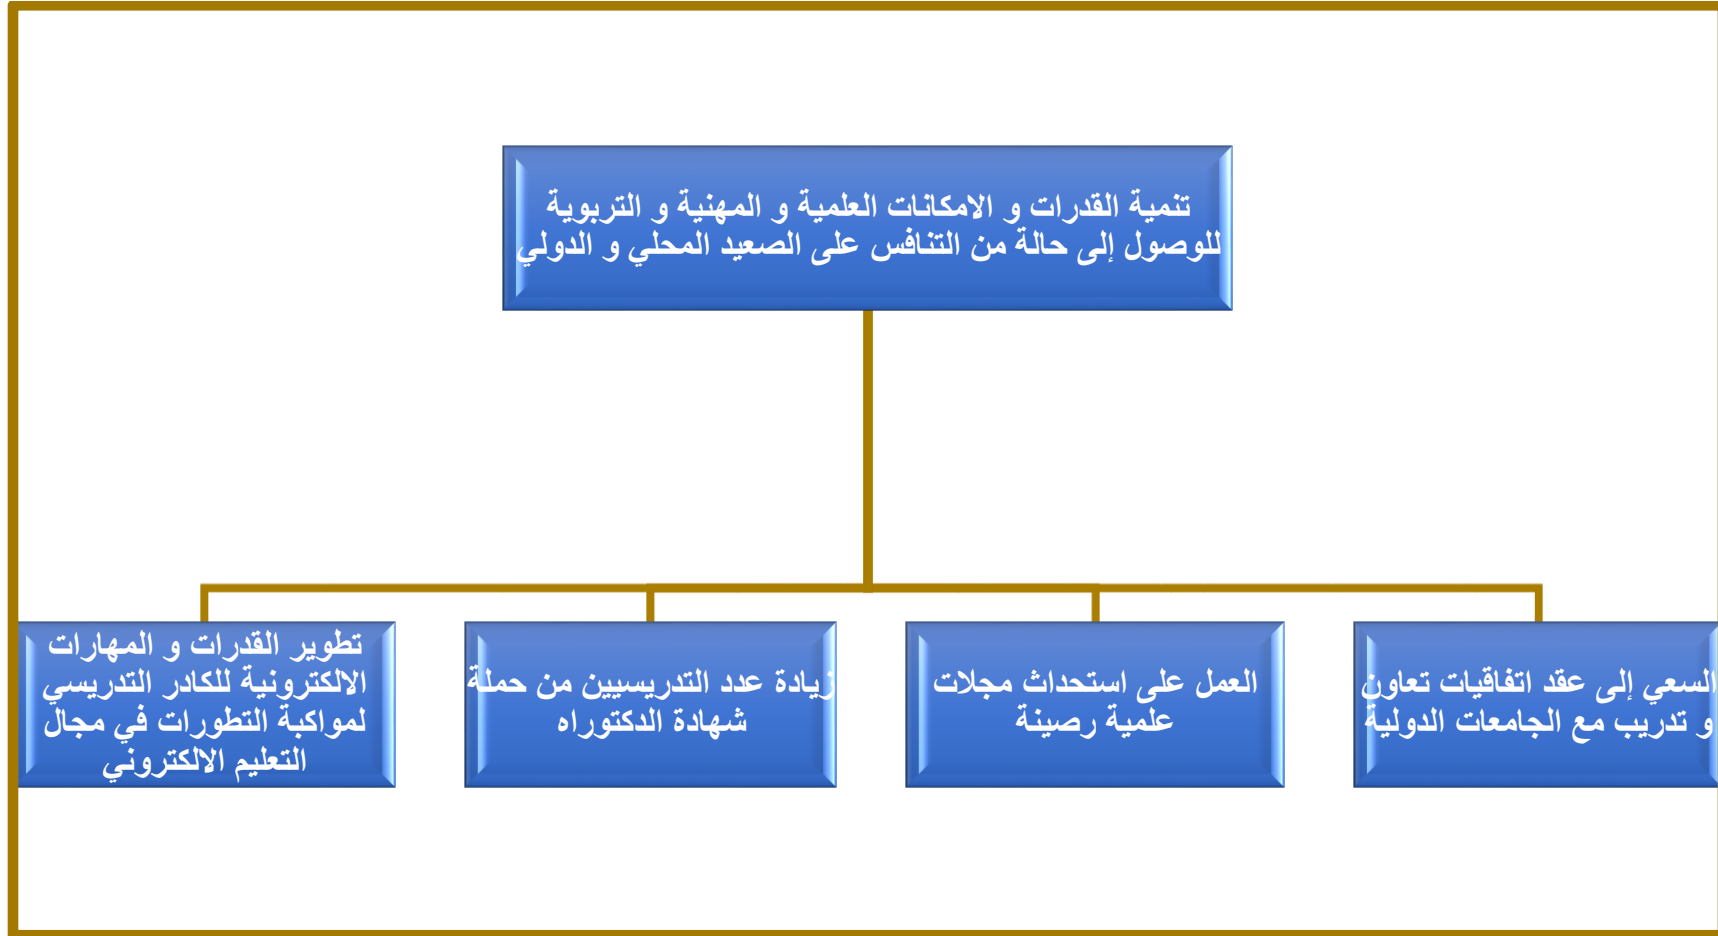 تنمية القدرات و الامكانات العلمية و المهنية و التربوية
للوصول إلى حالة من التنافس على الصعيد المحلي و الدولي
السعي إلى عقد اتفاقيات تعاون
و تدريب مع الجامعات الدولية
العمل على استحداث مجلات
علمية رصينة
زيادة عدد التدريسيين من حملة
شهادة الدكتوراه
تطوير القدرات و المهارات
الالكترونية للكادر التدريسي
لمواكبة التطورات في مجال
التعليم الالكتروني